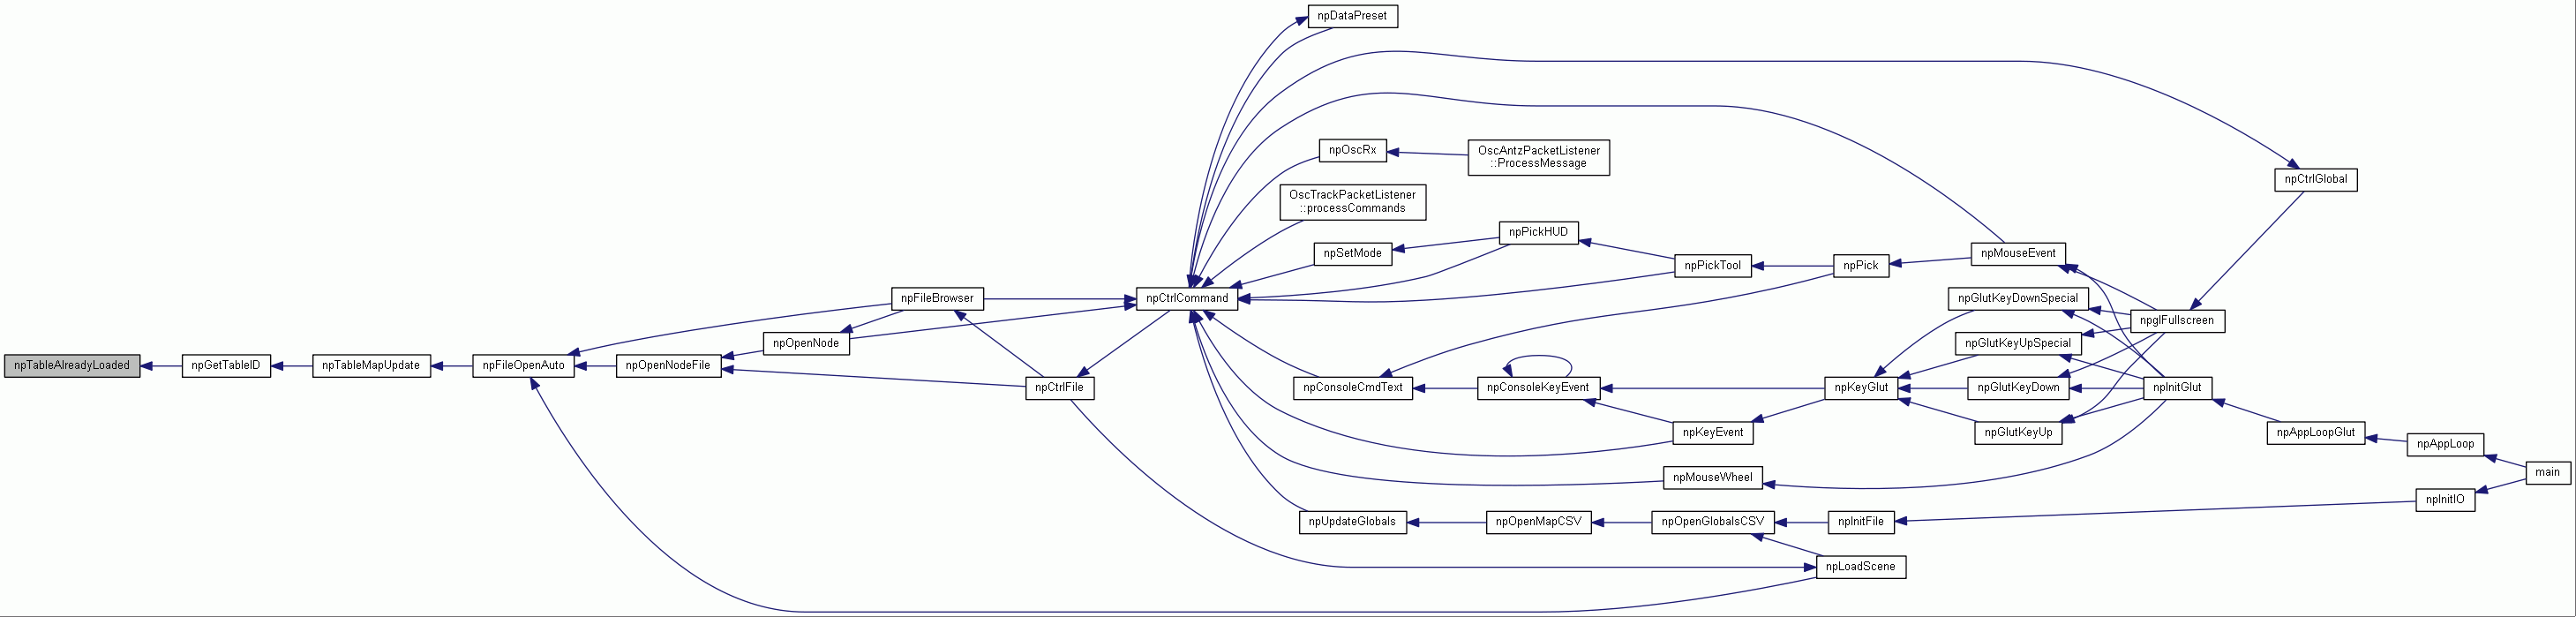 npDataPreset
npOscRx
OscAntzPacketListener
::ProcessMessage
npCtrlGlobal
OscTrackPacketListener
::processCommands
npPickHUD
npSetMode
npMouseEvent
npPickTool
npPick
npFileBrowser
npCtrlCommand
npGlutKeyDownSpecial
npglFullscreen
npOpenNode
npGlutKeyUpSpecial
npTableAlreadyLoaded
npGetTableID
npTableMapUpdate
npFileOpenAuto
npOpenNodeFile
npCtrlFile
npConsoleCmdText
npConsoleKeyEvent
npKeyGlut
npGlutKeyDown
npInitGlut
npKeyEvent
npGlutKeyUp
npAppLoopGlut
npAppLoop
npMouseWheel
main
npInitIO
npUpdateGlobals
npOpenMapCSV
npOpenGlobalsCSV
npInitFile
npLoadScene